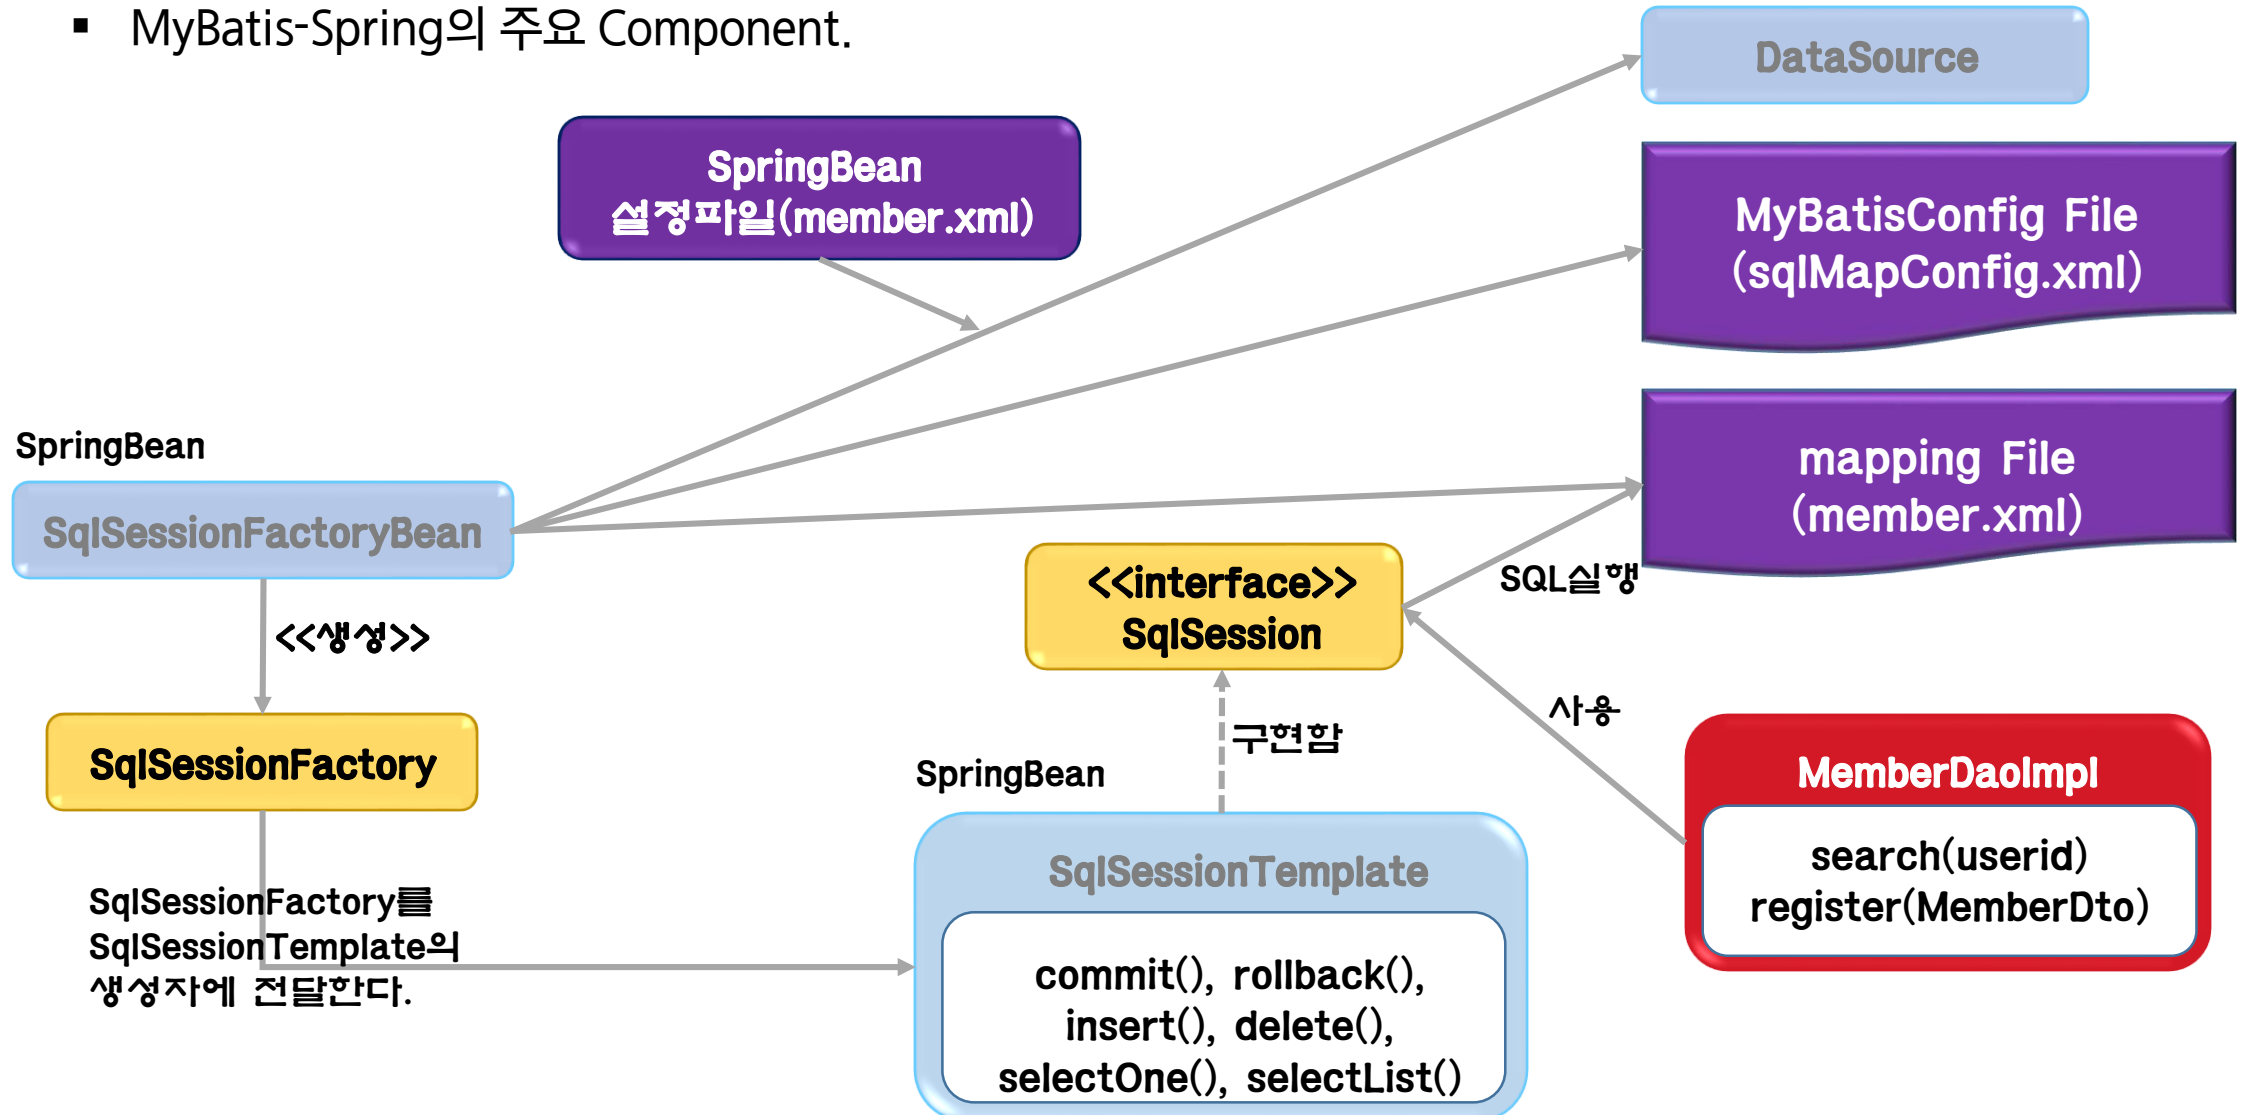 ▪ MyBatis-Spring의 주요 Component.
DataSource
SpringBean
설정파일(member.xml)
MyBatisConfig File
(sqlMapConfig.xml)
mapping File
(member.xml)
SpringBean
SqlSessionFactoryBean
<<interface>>
SqlSession
SQL실행
<<생성>>
사용
구현함
SqlSessionFactory
SpringBean
MemberDaoImpl
search(userid)
register(MemberDto)
SqlSessionFactory를
SqlSessionTemplate의
생성자에 전달한다.
SqlSessionTemplate
commit(), rollback(),
insert(), delete(),
selectOne(), selectList()